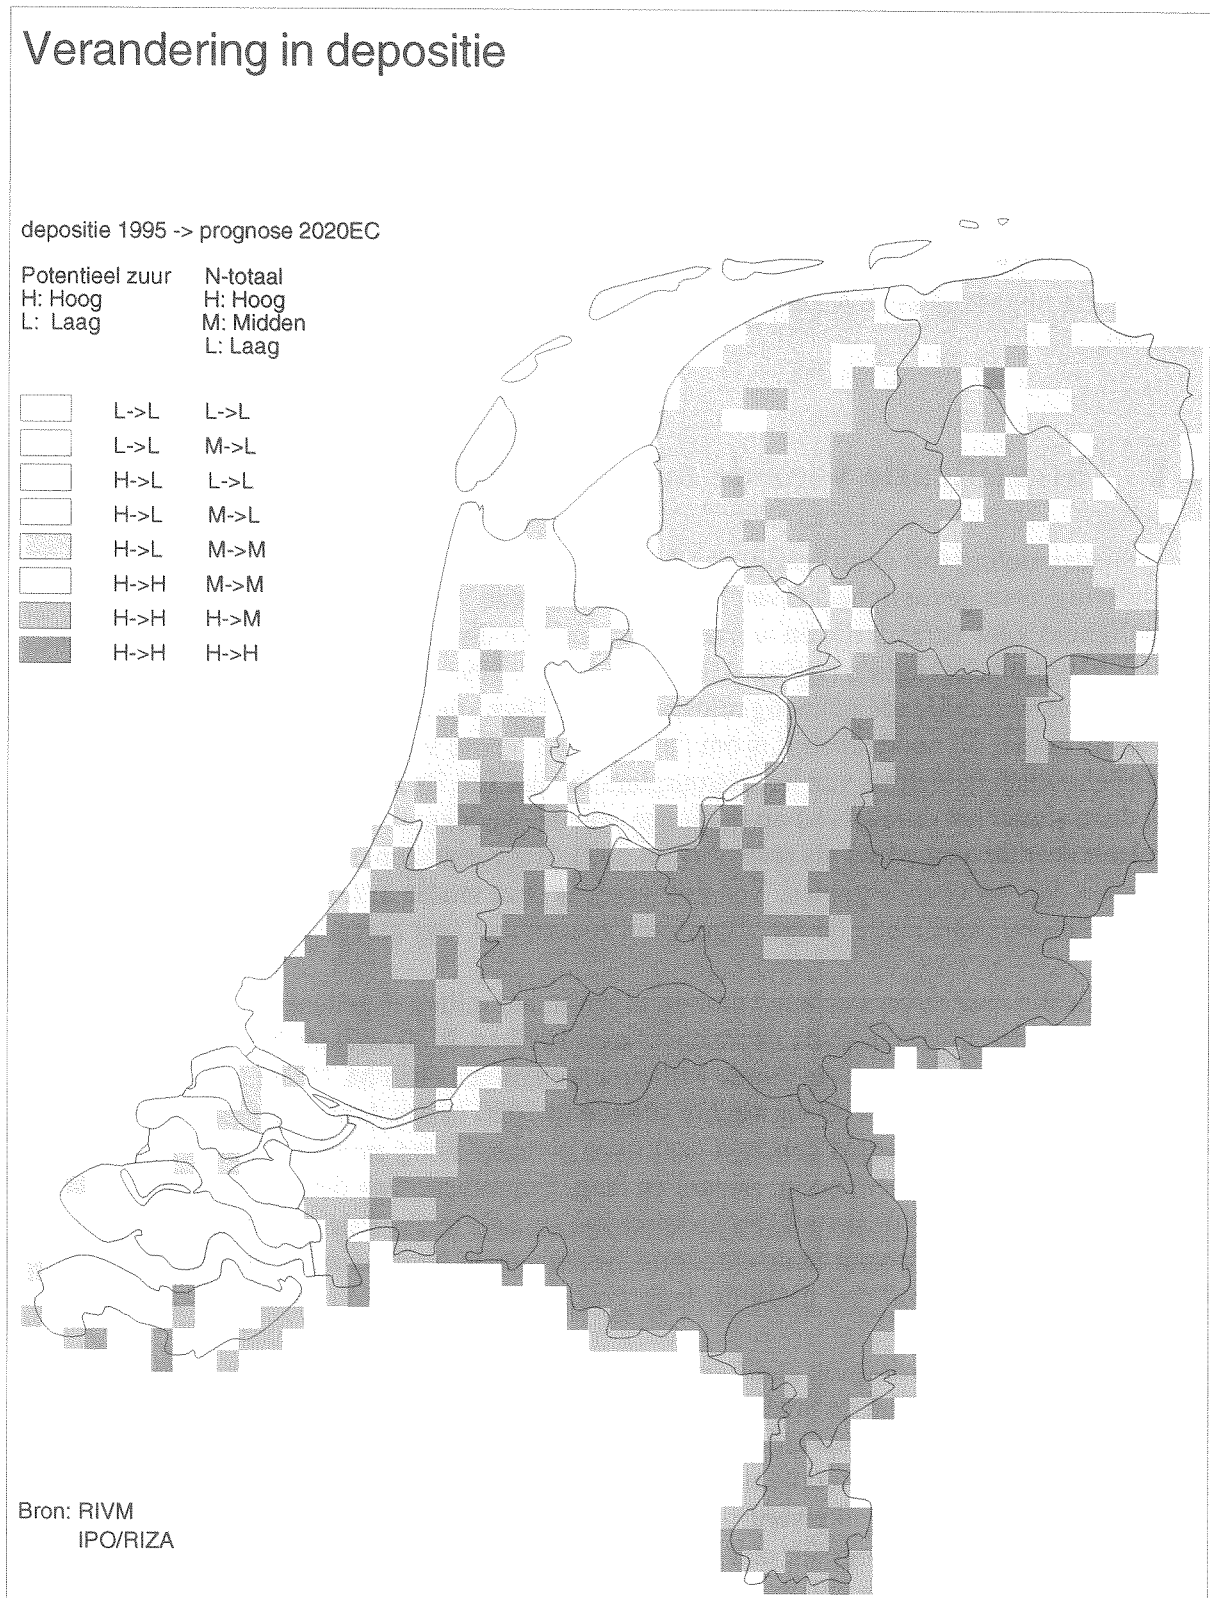 Verandering in depositie
depositie 1995 -> prognose 2020EC
Potentieel zuur N-totaal
H: Hoog H: Hoog
L: Laag M: Midden
L: Laag
L->L L->L
L->L M->L
H->L L->L
H->L M->L
H->L M->M
H->H M->M
H->H H->M
H->H H->H
Bron: RIVM
IPO/RIZA